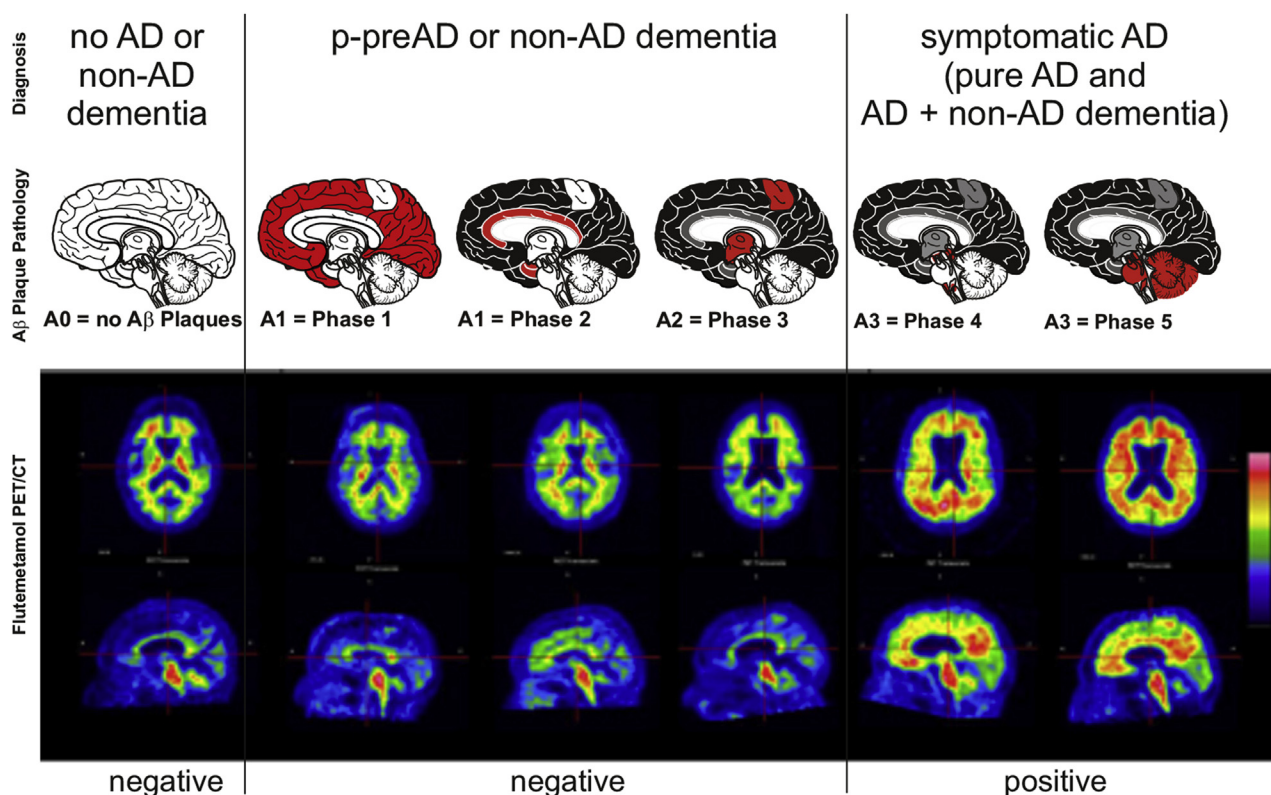 Diagnosis
no AD or
non-AD
dementia
p-preAD or non-AD dementia
symptomatic AD
(pure AD and
AD + non-AD dementia)
Aβ Plaque Pathology
A0 = no Aβ Plaques
A1 = Phase 1
A1 = Phase 2
A2 = Phase 3
A3 = Phase 4
A3 = Phase 5
Flutemetamol PET/CT
negative
negative
positive